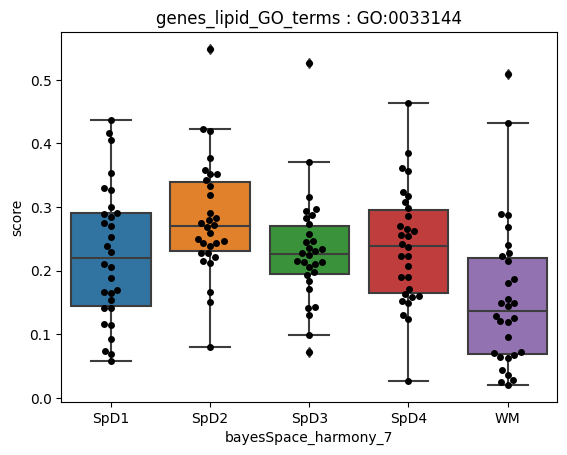 genes_lipid_GO_terms : GO:0033144
score
0.5
0.4
0.3
0.2
0.1
0.0
SpD1 SpD2 SpD3 SpD4 WM
bayesSpace_harmony_7